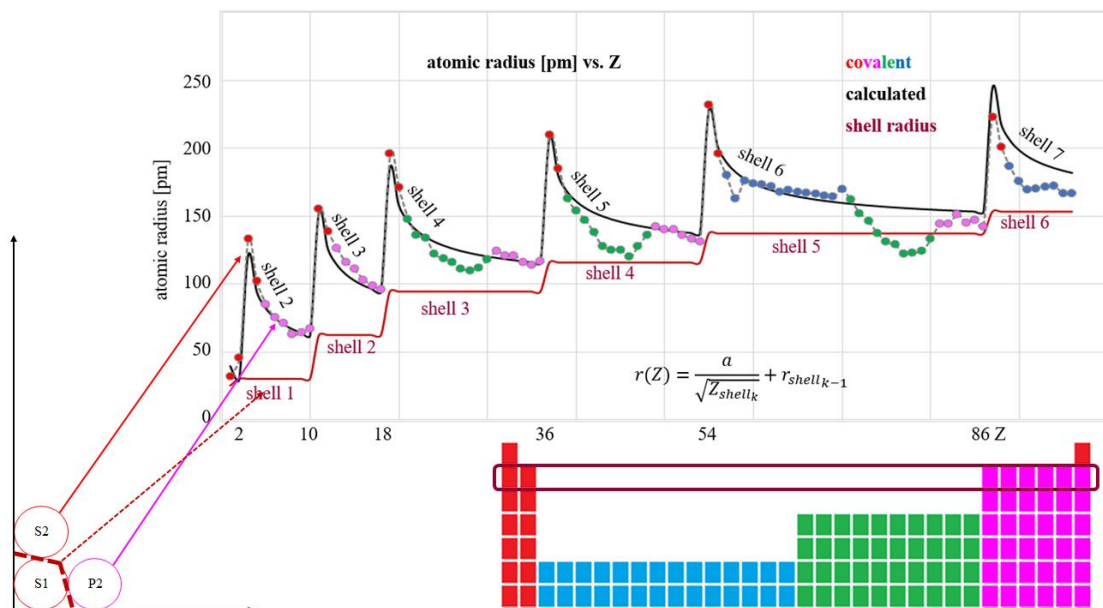 atomic radius [pm] vs. Z
covalent
calculated
shell radius
atomic radius [pm]
250
200
150
100
50
0
shell 2
shell 3
shell 4
shell 5
shell 6
shell 7
shell 1
shell 2
shell 3
shell 4
shell 5
shell 6
r(Z) = a / √Z_shell_k + r_shell_k−1
2 10 18 36 54 86 Z
S2
S1 P2